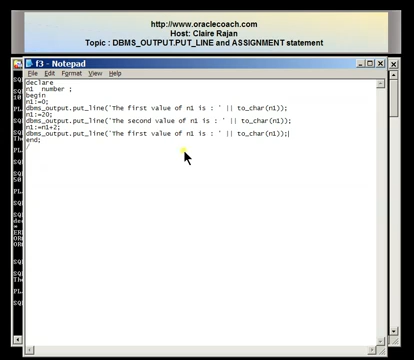 http://www.oraclecoach.com
Host: Claire Rajan
Topic : DBMS_OUTPUT.PUT_LINE and ASSIGNMENT statement
f3 - Notepad
File Edit Format View Help
declare
n1 number ;
begin
n1:=0;
dbms_output.put_line('The first value of n1 is : ' || to_char(n1));
n1:=20;
dbms_output.put_line('The second value of n1 is : ' || to_char(n1));
n1:=n1+2;
dbms_output.put_line('The first value of n1 is : ' || to_char(n1));
end;
/